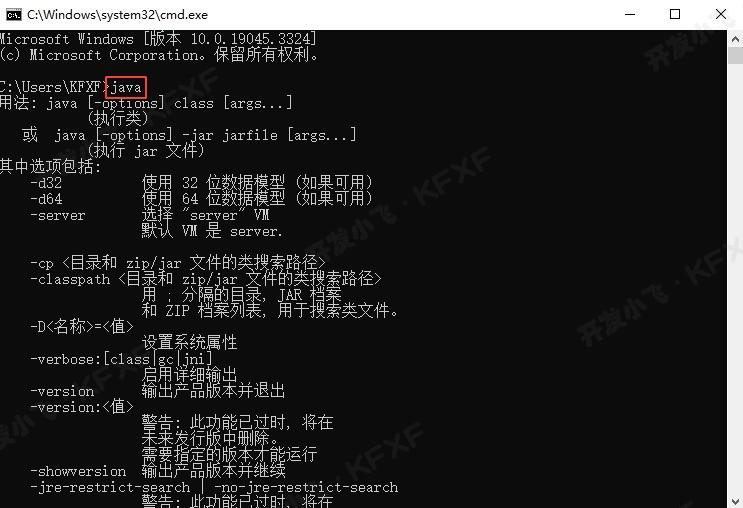 C:\Windows\system32\cmd.exe
Microsoft Windows [版本 10.0.19045.3324]
(c) Microsoft Corporation。保留所有权利。
C:\Users\KFXF>java
用法: java [-options] class [args...]
(执行类)
或 java [-options] -jar jarfile [args...]
(执行 jar 文件)
其中选项包括:
-d32 使用 32 位数据模型 (如果可用)
-d64 使用 64 位数据模型 (如果可用)
-server 选择 "server" VM
默认 VM 是 server.
-cp <目录和 zip/jar 文件的类搜索路径>
-classpath <目录和 zip/jar 文件的类搜索路径>
用 ; 分隔的目录, JAR 档案
和 ZIP 档案列表, 用于搜索类文件。
-D<名称>=<值>
设置系统属性
-verbose:[class|gc|jni]
启用详细输出
-version 输出产品版本并退出
-version:<值>
警告: 此功能已过时, 将在
未来发行版中删除。
需要指定的版本才能运行
-showversion 输出产品版本并继续
-jre-restrict-search | -no-jre-restrict-search
警告: 此功能已过时, 将在
开发小飞·KFXF
开发小飞·KFXF